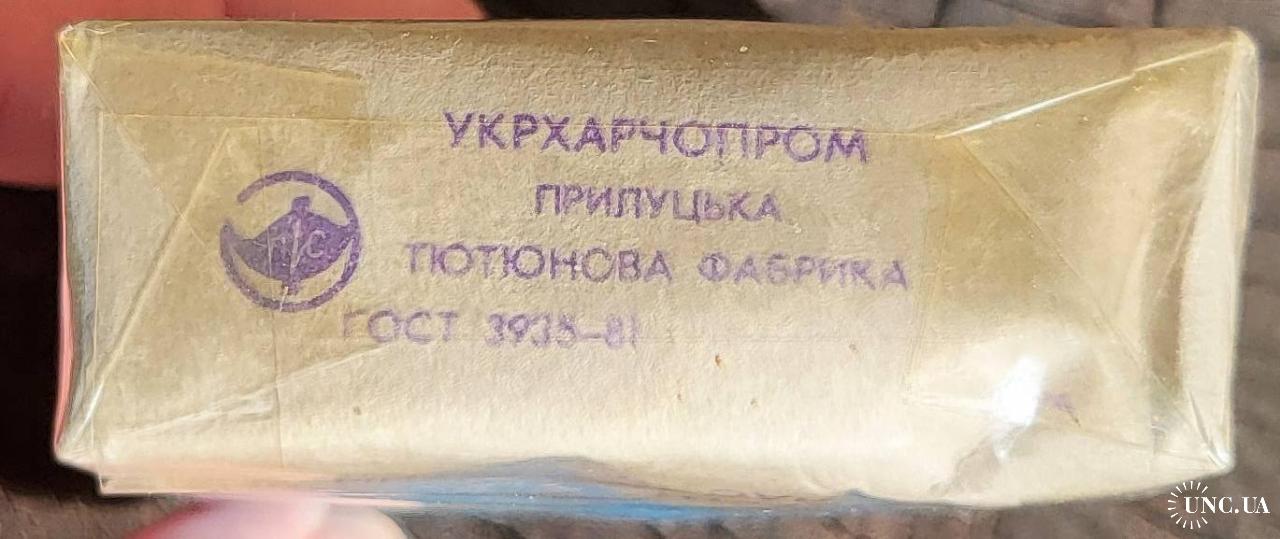 УКРХАРЧОПРОМ
ПРИЛУЦЬКА
ТЮТЮНОВА ФАБРИКА
ГОСТ 3935-81
UNC.UA